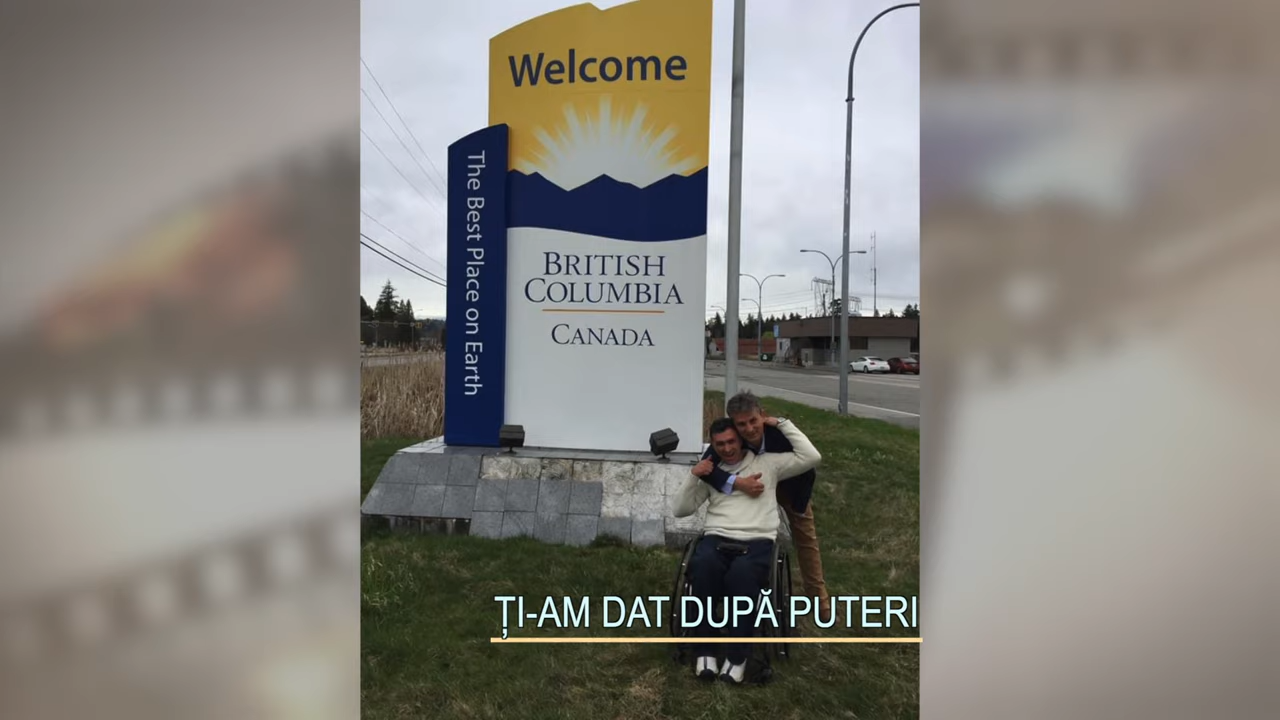 Welcome
The Best Place on Earth
BRITISH
COLUMBIA
CANADA
ȚI-AM DAT DUPĂ PUTERI